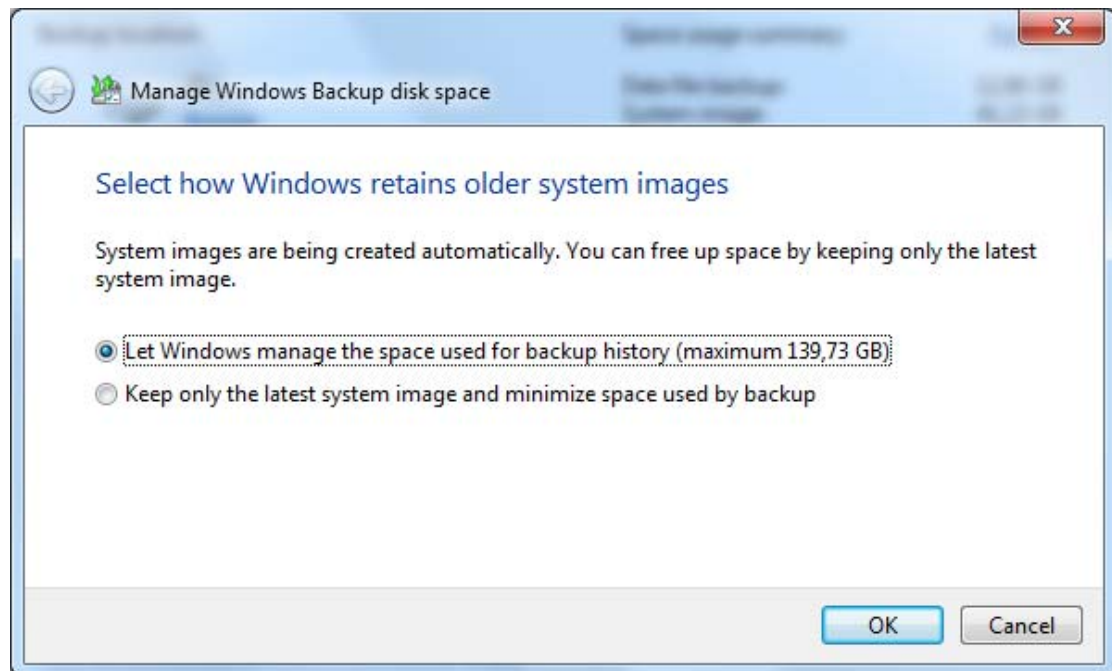 Manage Windows Backup disk space
Select how Windows retains older system images
System images are being created automatically. You can free up space by keeping only the latest
system image.
Let Windows manage the space used for backup history (maximum 139,73 GB)
Keep only the latest system image and minimize space used by backup
OK
Cancel